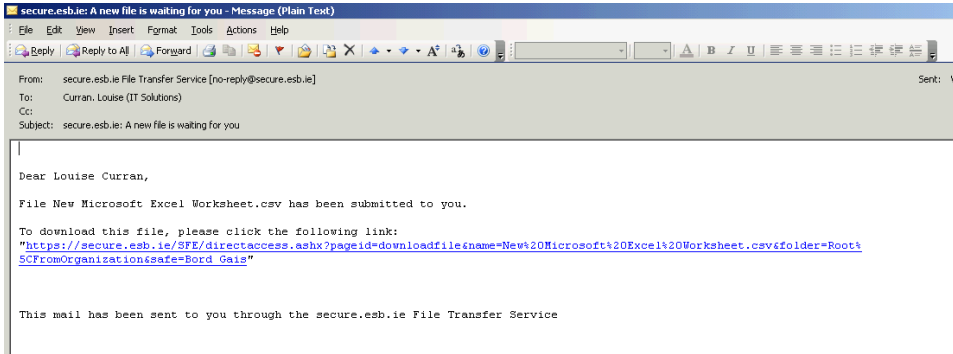 secure.esb.ie: A new file is waiting for you - Message (Plain Text)
File Edit View Insert Format Tools Actions Help
Reply Reply to All Forward
From: secure.esb.ie File Transfer Service [no-reply@secure.esb.ie] Sent:
To: Curran. Louise (IT Solutions)
Cc:
Subject: secure.esb.ie: A new file is waiting for you
Dear Louise Curran,
File New Microsoft Excel Worksheet.csv has been submitted to you.
To download this file, please click the following link:
"https://secure.esb.ie/SFE/directaccess.ashx?pageid=downloadfile&name=New%20Microsoft%20Excel%20Worksheet.csv&folder=Root%
5CFromOrganization&safe=Bord Gais"
This mail has been sent to you through the secure.esb.ie File Transfer Service